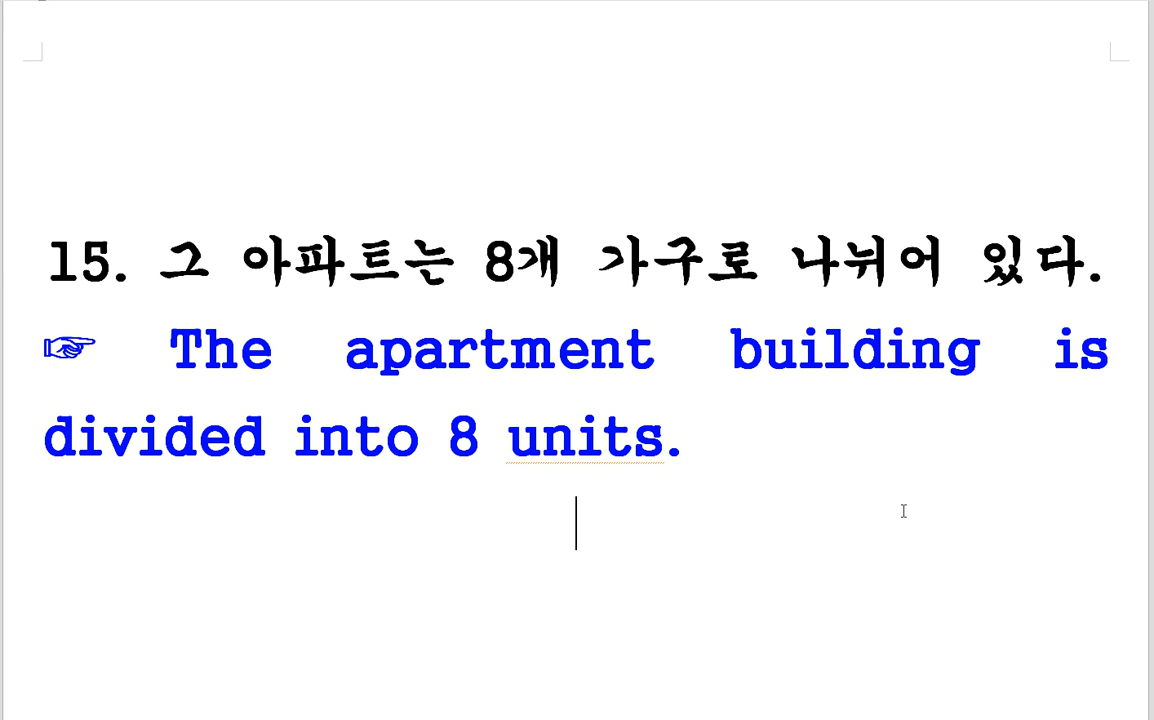 15. 그 아파트는 8개 가구로 나뉘어 있다.
☞ The apartment building is
divided into 8 units.